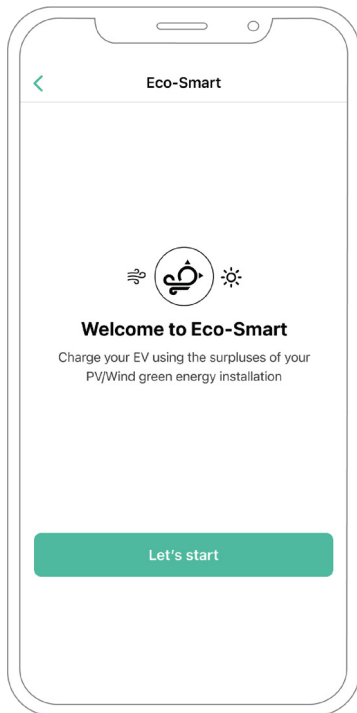 Eco-Smart
Welcome to Eco-Smart
Charge your EV using the surpluses of your
PV/Wind green energy installation
Let's start